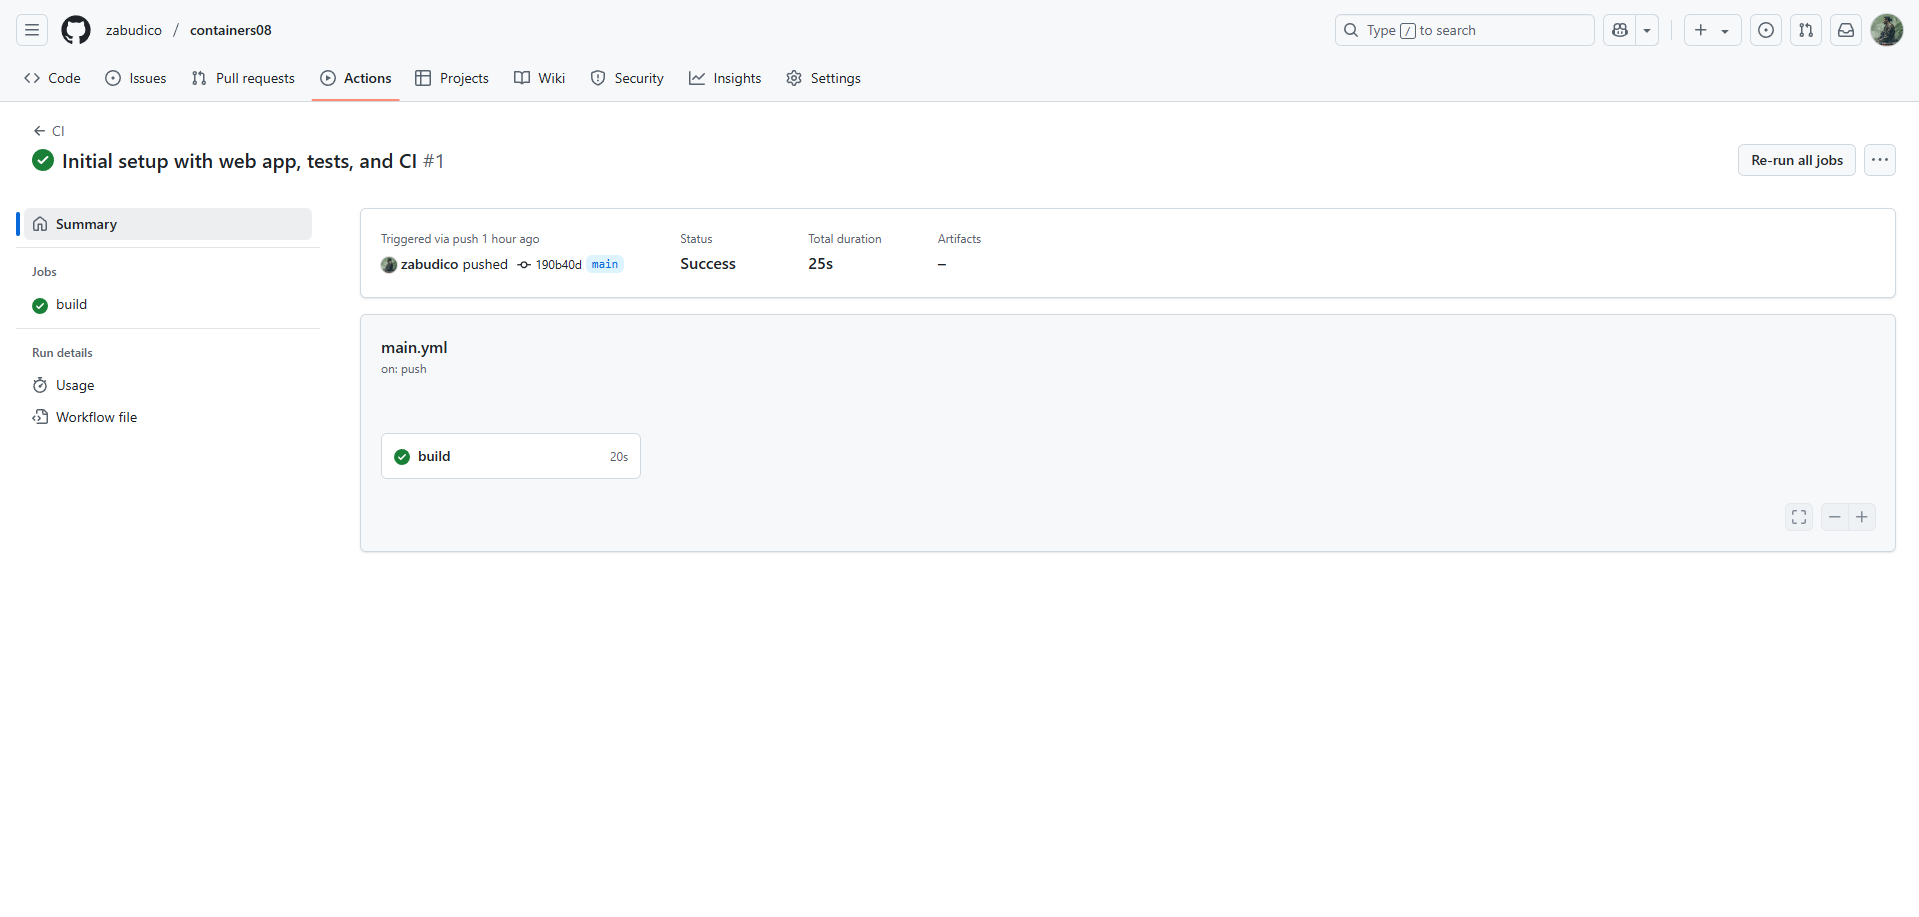 zabudico / containers08
Type / to search
Code Issues Pull requests Actions Projects Wiki Security Insights Settings
CI
Initial setup with web app, tests, and CI #1
Re-run all jobs
Summary
Jobs
build
Run details
Usage
Workflow file
Triggered via push 1 hour ago
zabudico pushed 190b40d main
Status
Success
Total duration
25s
Artifacts
–
main.yml
on: push
build 20s